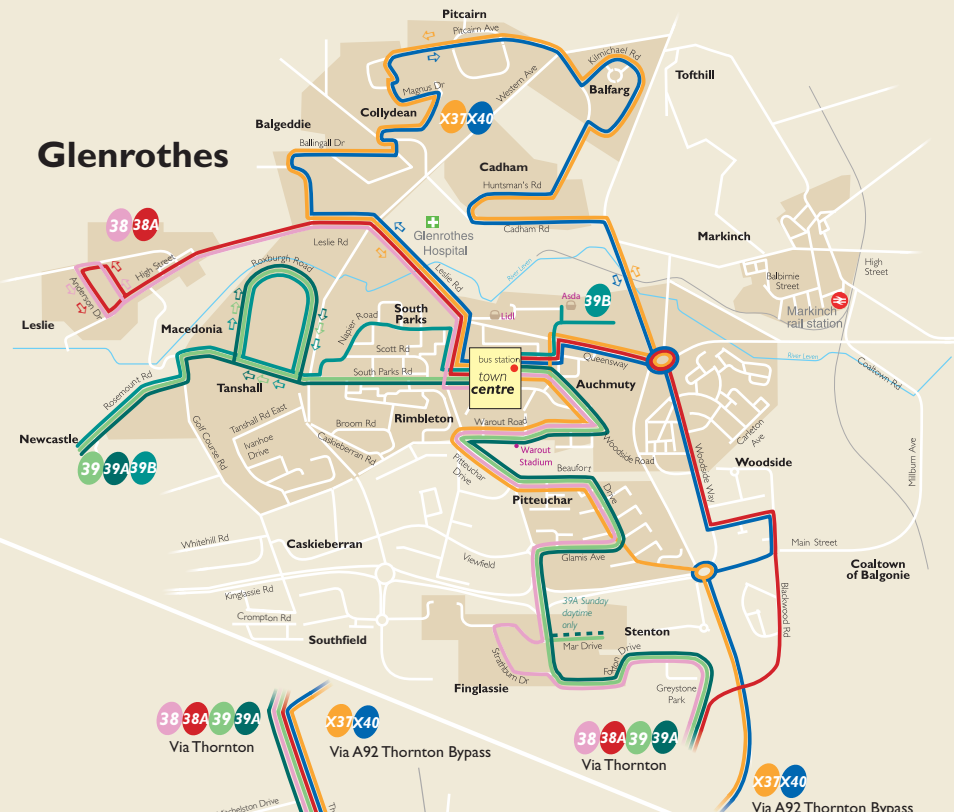 Pitcairn
Pitcairn Ave
Kilmichael Rd
Tofthill
Western Ave
Magnus Dr
Balfarg
Collydean
X37 X40
Balgeddie
Ballingall Dr
Glenrothes
Cadham
Huntsman's Rd
38 38A
Cadham Rd
Glenrothes
Hospital
Leslie Rd
Markinch
High Street
Roxburgh Road
Leslie Rd
River Leven
Balbirnie
Street
High
Street
Anderson Dr
Asda
39B
Markinch
rail station
Leslie
Macedonia
Napier Road
South
Parks
Lidl
Scott Rd
bus station
Queensway
River Leven
Coaltown Rd
South Parks Rd
town
centre
Rosemount Rd
Tanshall
Auchmuty
Tanshall Rd East
Broom Rd
Rimbleton
Warout Road
Carleton
Ave
Newcastle
Golf Course Rd
Ivanhoe
Drive
Caskieberran Rd
Warout
Stadium
Woodside Road
Woodside Way
Woodside
Millburn Ave
39 39A 39B
Pitteuchar
Drive
Beaufort
Drive
Pitteuchar
Whitehill Rd
Caskieberran
Viewfield
Glamis Ave
Main Street
Coaltown
of Balgonie
Kinglassie Rd
Crompton Rd
39A Sunday
daytime
only
Blackwood Rd
Southfield
Stenton
Mar Drive
Strathburn Dr
Forton Drive
Finglassie
Greystone
Park
38 38A 39 39A
Via Thornton
X37 X40
Via A92 Thornton Bypass
38 38A 39 39A
Via Thornton
X37 X40
Via A92 Thornton Bypass